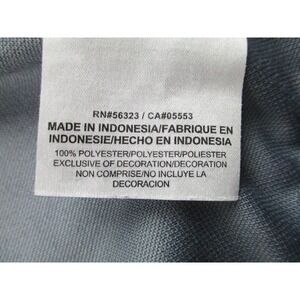 RN#56323 / CA#05553
MADE IN INDONESIA/FABRIQUE EN
INDONESIE/HECHO EN INDONESIA
100% POLYESTER/POLYESTER/POLIESTER
EXCLUSIVE OF DECORATION/DECORATION
NON COMPRISE/NO INCLUYE LA
DECORACION